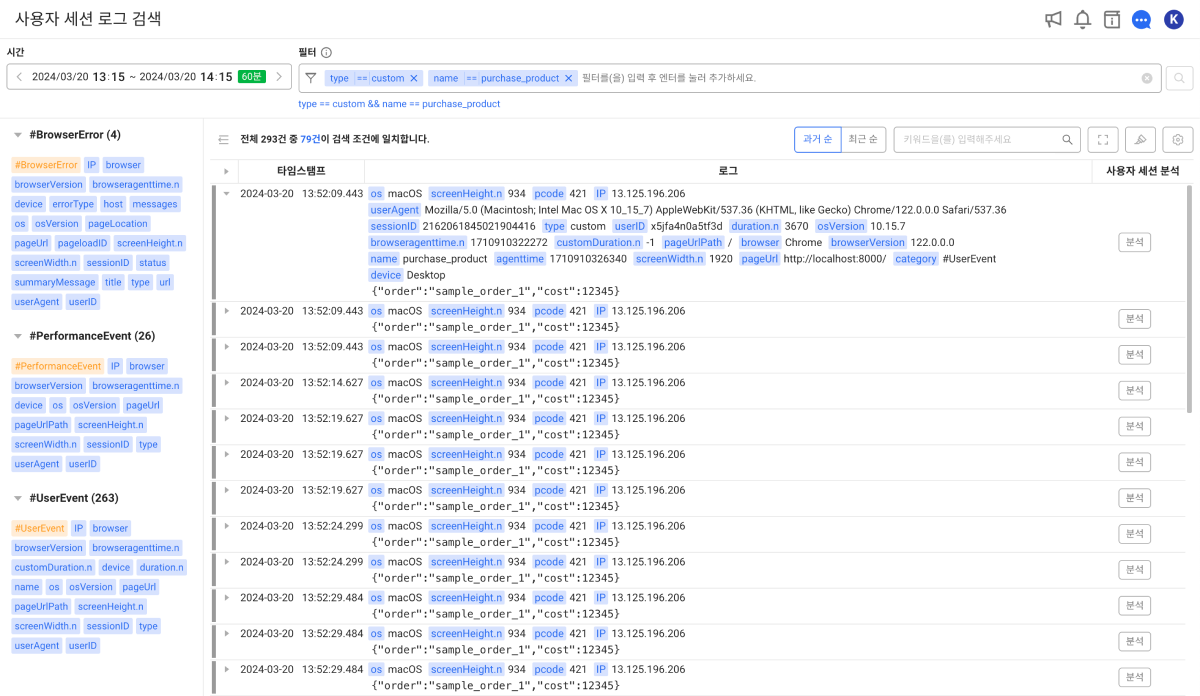 사용자 세션 로그 검색
K
시간
필터
2024/03/20 13:15 ~ 2024/03/20 14:15 60분
type == custom name == purchase_product 필터를(을) 입력 후 엔터를 눌러 추가하세요.
type == custom && name == purchase_product
#BrowserError (4)
#BrowserError IP browser
browserVersion browseragenttime.n
device errorType host messages
os osVersion pageLocation
pageUrl pageloadID screenHeight.n
screenWidth.n sessionID status
summaryMessage title type url
userAgent userID
#PerformanceEvent (26)
#PerformanceEvent IP browser
browserVersion browseragenttime.n
device os osVersion pageUrl
pageUrlPath screenHeight.n
screenWidth.n sessionID type
userAgent userID
#UserEvent (263)
#UserEvent IP browser
browserVersion browseragenttime.n
customDuration.n device duration.n
name os osVersion pageUrl
pageUrlPath screenHeight.n
screenWidth.n sessionID type
userAgent userID
전체 293건 중 79건이 검색 조건에 일치합니다.
과거 순 최근 순 키워드을(를) 입력해주세요
타임스탬프 로그 사용자 세션 분석
2024-03-20 13:52:09.443 os macOS screenHeight.n 934 pcode 421 IP 13.125.196.206
userAgent Mozilla/5.0 (Macintosh; Intel Mac OS X 10_15_7) AppleWebKit/537.36 (KHTML, like Gecko) Chrome/122.0.0.0 Safari/537.36
sessionID 2162061845021904416 type custom userID x5jfa4n0a5tf3d duration.n 3670 osVersion 10.15.7
browseragenttime.n 1710910322272 customDuration.n -1 pageUrlPath / browser Chrome browserVersion 122.0.0.0
분석
name purchase_product agenttime 1710910326340 screenWidth.n 1920 pageUrl http://localhost:8000/ category #UserEvent
device Desktop
{"order":"sample_order_1","cost":12345}
2024-03-20 13:52:09.443 os macOS screenHeight.n 934 pcode 421 IP 13.125.196.206
분석
{"order":"sample_order_1","cost":12345}
2024-03-20 13:52:09.443 os macOS screenHeight.n 934 pcode 421 IP 13.125.196.206
분석
{"order":"sample_order_1","cost":12345}
2024-03-20 13:52:14.627 os macOS screenHeight.n 934 pcode 421 IP 13.125.196.206
분석
{"order":"sample_order_1","cost":12345}
2024-03-20 13:52:19.627 os macOS screenHeight.n 934 pcode 421 IP 13.125.196.206
분석
{"order":"sample_order_1","cost":12345}
2024-03-20 13:52:19.627 os macOS screenHeight.n 934 pcode 421 IP 13.125.196.206
분석
{"order":"sample_order_1","cost":12345}
2024-03-20 13:52:19.627 os macOS screenHeight.n 934 pcode 421 IP 13.125.196.206
분석
{"order":"sample_order_1","cost":12345}
2024-03-20 13:52:24.299 os macOS screenHeight.n 934 pcode 421 IP 13.125.196.206
분석
{"order":"sample_order_1","cost":12345}
2024-03-20 13:52:24.299 os macOS screenHeight.n 934 pcode 421 IP 13.125.196.206
분석
{"order":"sample_order_1","cost":12345}
2024-03-20 13:52:29.484 os macOS screenHeight.n 934 pcode 421 IP 13.125.196.206
분석
{"order":"sample_order_1","cost":12345}
2024-03-20 13:52:29.484 os macOS screenHeight.n 934 pcode 421 IP 13.125.196.206
분석
{"order":"sample_order_1","cost":12345}
2024-03-20 13:52:29.484 os macOS screenHeight.n 934 pcode 421 IP 13.125.196.206
분석
{"order":"sample_order_1","cost":12345}